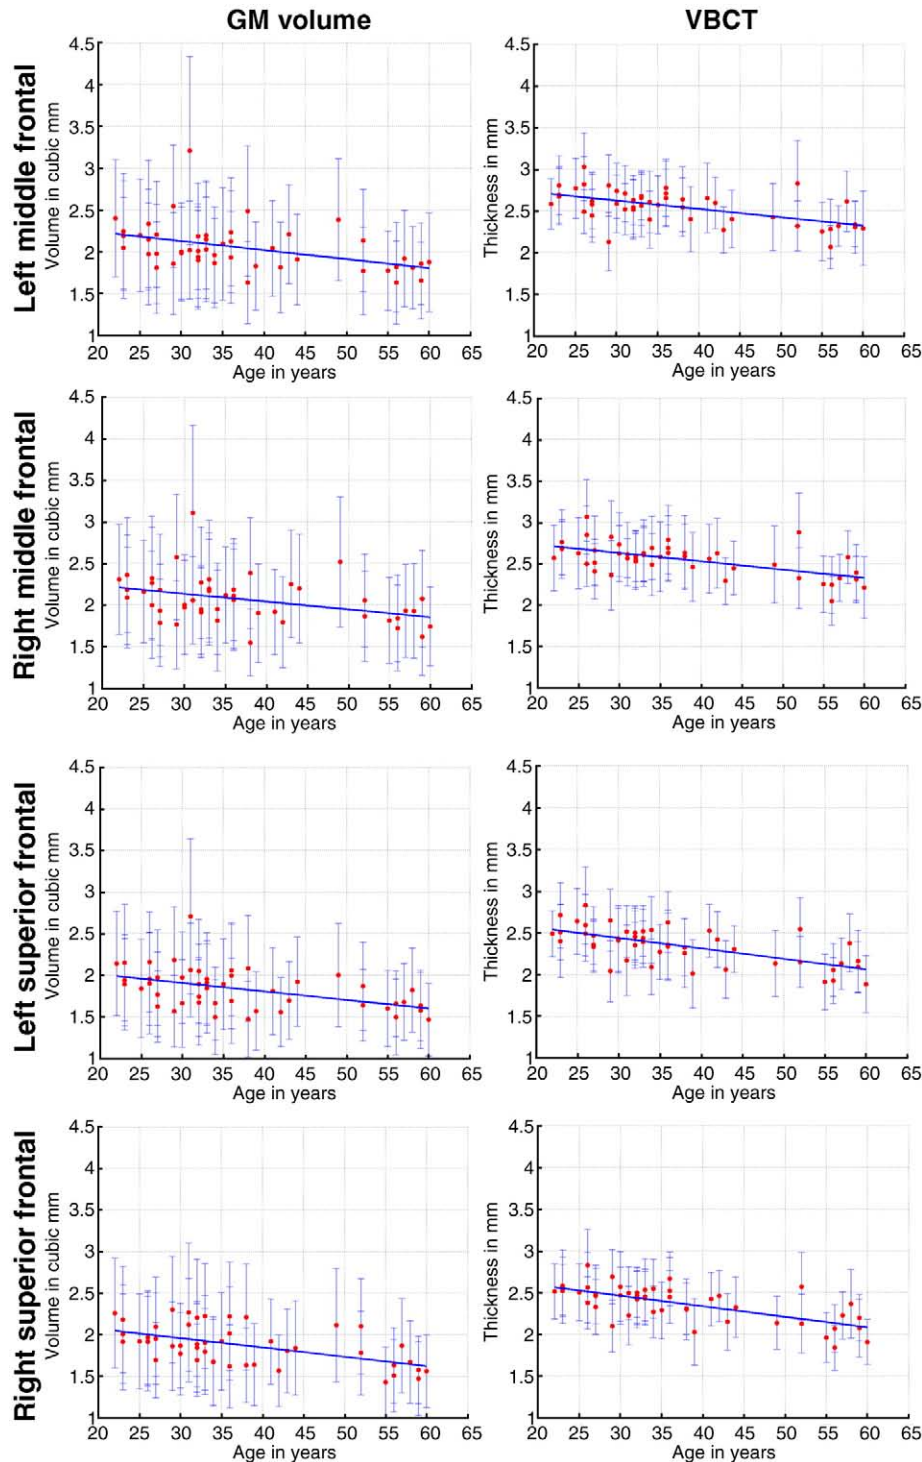 GM volume VBCT
Left middle frontal
Volume in cubic mm
4.5
4
3.5
3
2.5
2
1.5
1
20 25 30 35 40 45 50 55 60 65
Age in years
Thickness in mm
4.5
4
3.5
3
2.5
2
1.5
1
20 25 30 35 40 45 50 55 60 65
Age in years
Right middle frontal
Volume in cubic mm
4.5
4
3.5
3
2.5
2
1.5
1
20 25 30 35 40 45 50 55 60 65
Age in years
Thickness in mm
4.5
4
3.5
3
2.5
2
1.5
1
20 25 30 35 40 45 50 55 60 65
Age in years
Left superior frontal
Volume in cubic mm
4.5
4
3.5
3
2.5
2
1.5
1
20 25 30 35 40 45 50 55 60 65
Age in years
Thickness in mm
4.5
4
3.5
3
2.5
2
1.5
1
20 25 30 35 40 45 50 55 60 65
Age in years
Right superior frontal
Volume in cubic mm
4.5
4
3.5
3
2.5
2
1.5
1
20 25 30 35 40 45 50 55 60 65
Age in years
Thickness in mm
4.5
4
3.5
3
2.5
2
1.5
1
20 25 30 35 40 45 50 55 60 65
Age in years